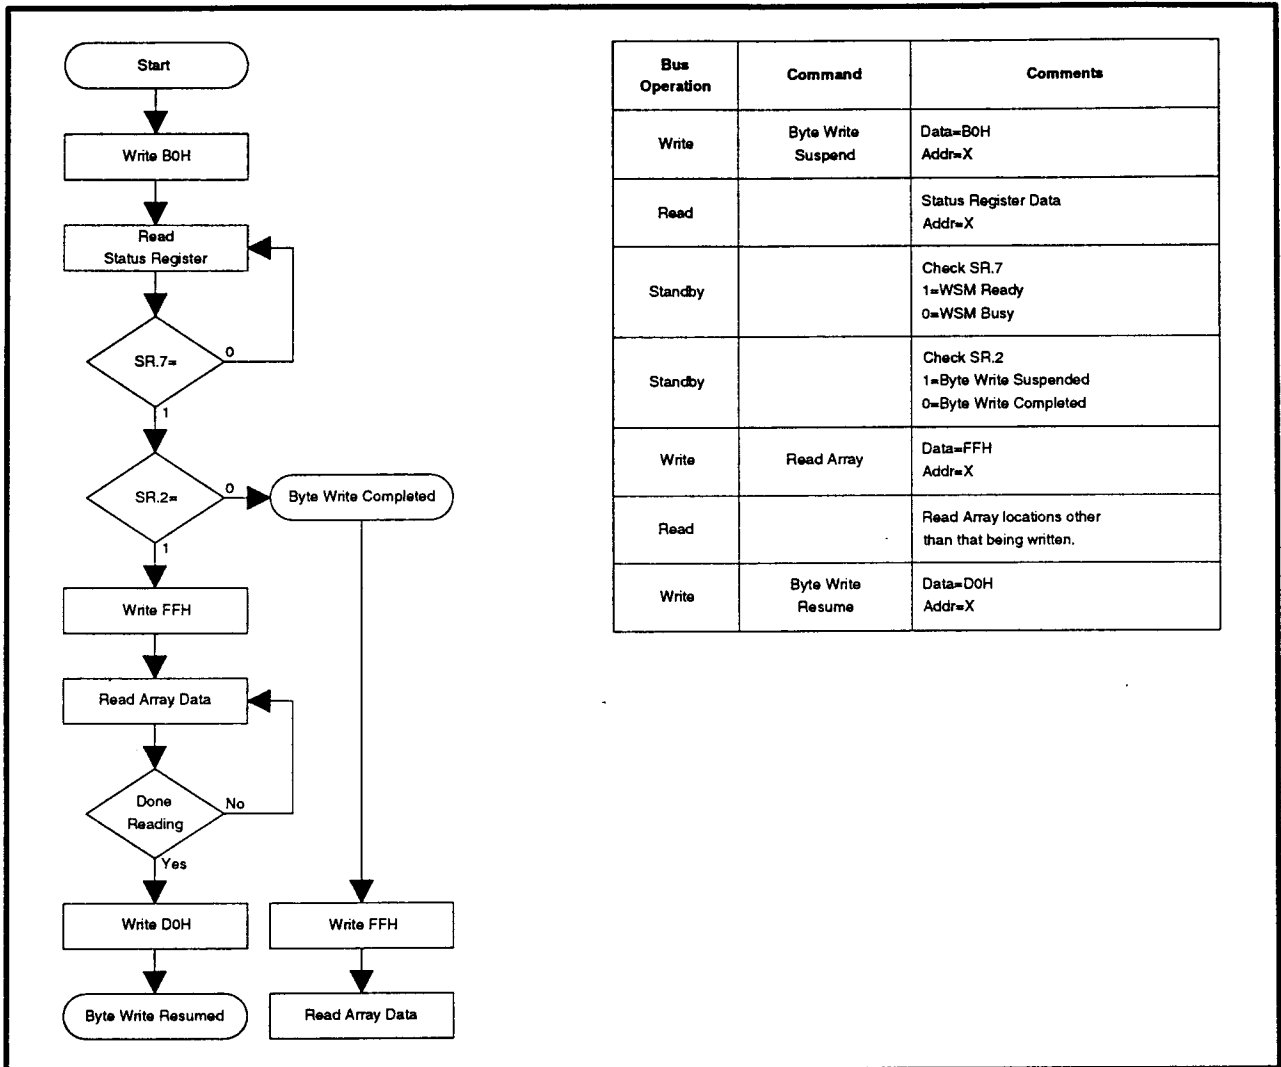 Start
Write B0H
Read
Status Register
SR.7=
0
1
SR.2=
0
Byte Write Completed
1
Write FFH
Read Array Data
Done
Reading
No
Yes
Write D0H
Write FFH
Byte Write Resumed
Read Array Data
Bus
Operation
Command
Comments
Write
Byte Write
Suspend
Data=B0H
Addr=X
Read
Status Register Data
Addr=X
Standby
Check SR.7
1=WSM Ready
0=WSM Busy
Standby
Check SR.2
1=Byte Write Suspended
0=Byte Write Completed
Write
Read Array
Data=FFH
Addr=X
Read
Read Array locations other
than that being written.
Write
Byte Write
Resume
Data=D0H
Addr=X